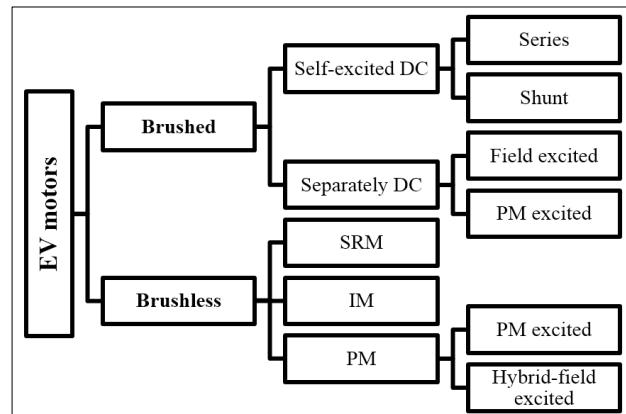 EV motors
Brushed
Self-excited DC
Series
Shunt
Separately DC
Field excited
PM excited
Brushless
SRM
IM
PM
PM excited
Hybrid-field
excited